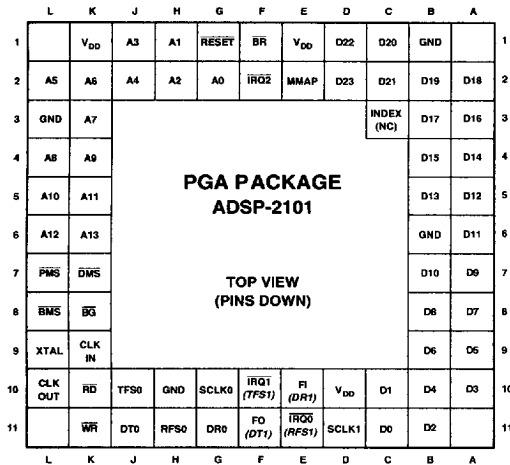 L K J H G F E D C B A
1 V_DD A3 A1 RESET BR V_DD D22 D20 GND 1
2 A5 A6 A4 A2 A0 IRQ2 MMAP D23 D21 D19 D18 2
3 GND A7 INDEX (NC) D17 D16 3
4 A8 A9 D15 D14 4
PGA PACKAGE
ADSP-2101
5 A10 A11 D13 D12 5
6 A12 A13 GND D11 6
7 PMS DMS D10 D9 7
TOP VIEW
(PINS DOWN)
8 BMS BG D8 D7 8
9 XTAL CLK IN D6 D5 9
10 CLK OUT RD TFS0 GND SCLK0 IRQ1 (TFS1) FI (DR1) V_DD D1 D4 D3 10
11 WR DT0 RFS0 DR0 FO (DT1) IRQ0 (RFS1) SCLK1 D0 D2 11
L K J H G F E D C B A